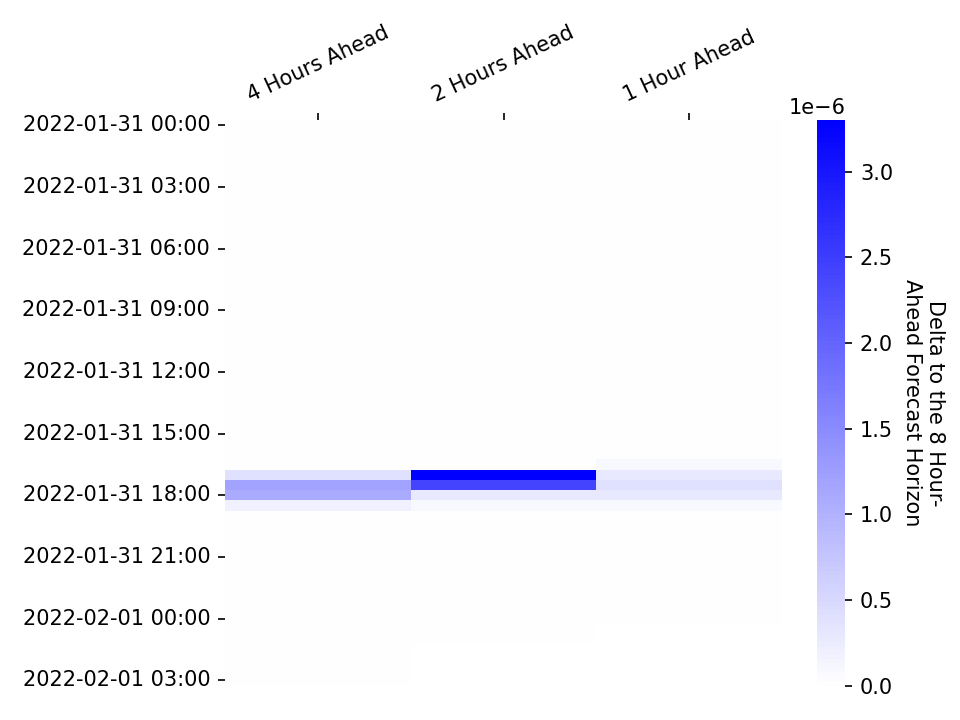 4 Hours Ahead
2 Hours Ahead
1 Hour Ahead
1e−6
2022-01-31 00:00
2022-01-31 03:00
2022-01-31 06:00
2022-01-31 09:00
2022-01-31 12:00
2022-01-31 15:00
2022-01-31 18:00
2022-01-31 21:00
2022-02-01 00:00
2022-02-01 03:00
3.0
2.5
2.0
1.5
1.0
0.5
0.0
Delta to the 8 Hour-
Ahead Forecast Horizon